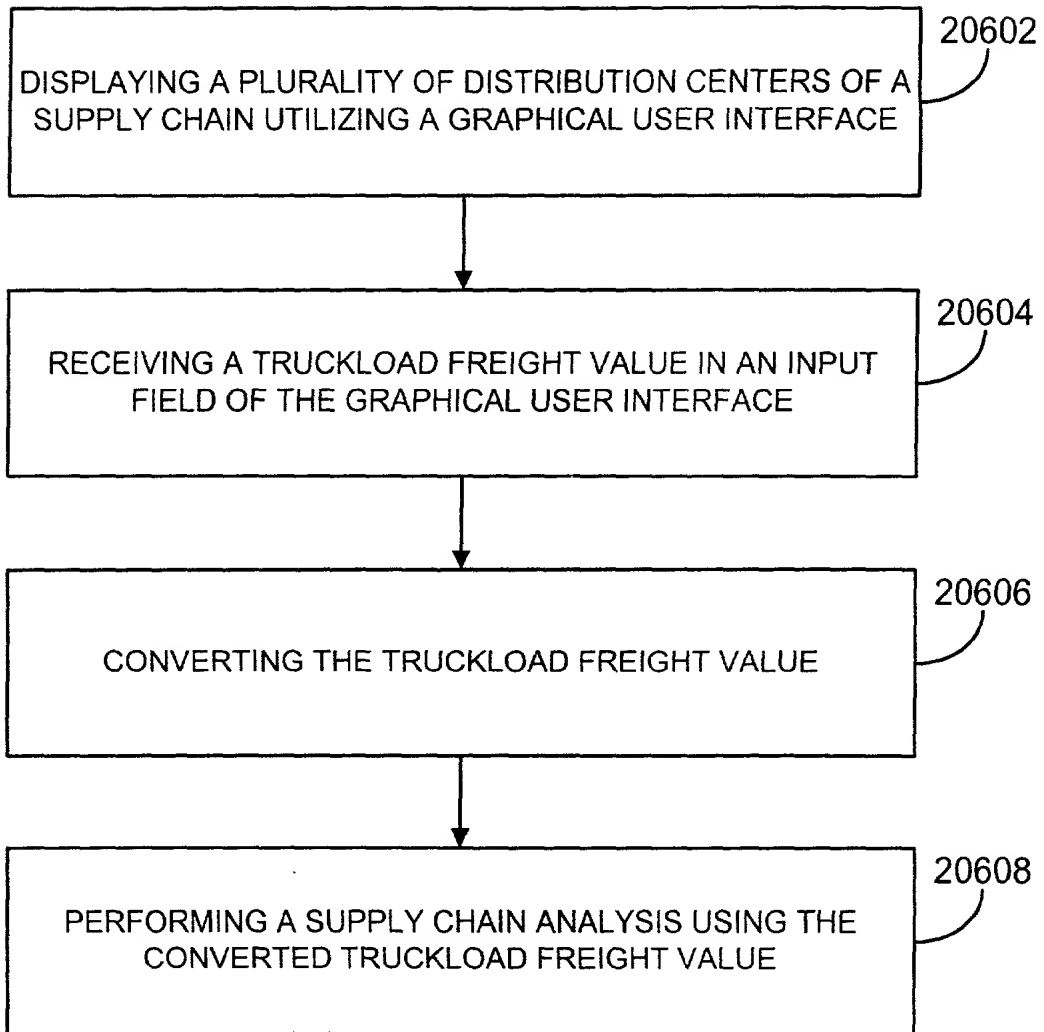 20602
DISPLAYING A PLURALITY OF DISTRIBUTION CENTERS OF A
SUPPLY CHAIN UTILIZING A GRAPHICAL USER INTERFACE
20604
RECEIVING A TRUCKLOAD FREIGHT VALUE IN AN INPUT
FIELD OF THE GRAPHICAL USER INTERFACE
20606
CONVERTING THE TRUCKLOAD FREIGHT VALUE
20608
PERFORMING A SUPPLY CHAIN ANALYSIS USING THE
CONVERTED TRUCKLOAD FREIGHT VALUE